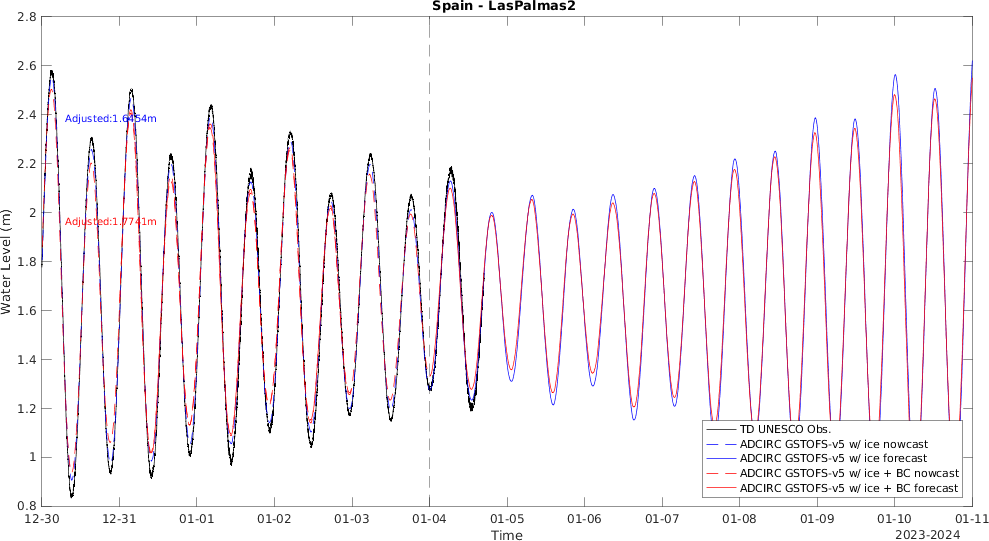 Spain - LasPalmas2
2.8
2.6
2.4
2.2
2
1.8
1.6
1.4
1.2
1
0.8
Water Level (m)
Adjusted:1.6454m
Adjusted:1.7741m
TD UNESCO Obs.
ADCIRC GSTOFS-v5 w/ ice nowcast
ADCIRC GSTOFS-v5 w/ ice forecast
ADCIRC GSTOFS-v5 w/ ice + BC nowcast
ADCIRC GSTOFS-v5 w/ ice + BC forecast
12-30 12-31 01-01 01-02 01-03 01-04 01-05 01-06 01-07 01-08 01-09 01-10 01-11
Time
2023-2024